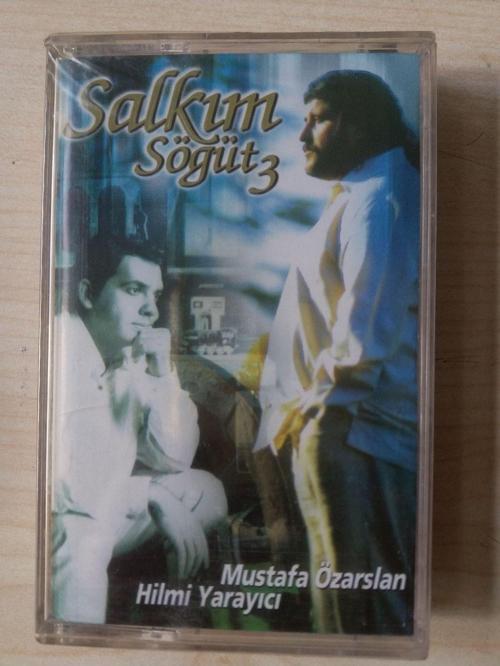 Salkım
Söğüt 3
Mustafa Özarslan
Hilmi Yarayıcı